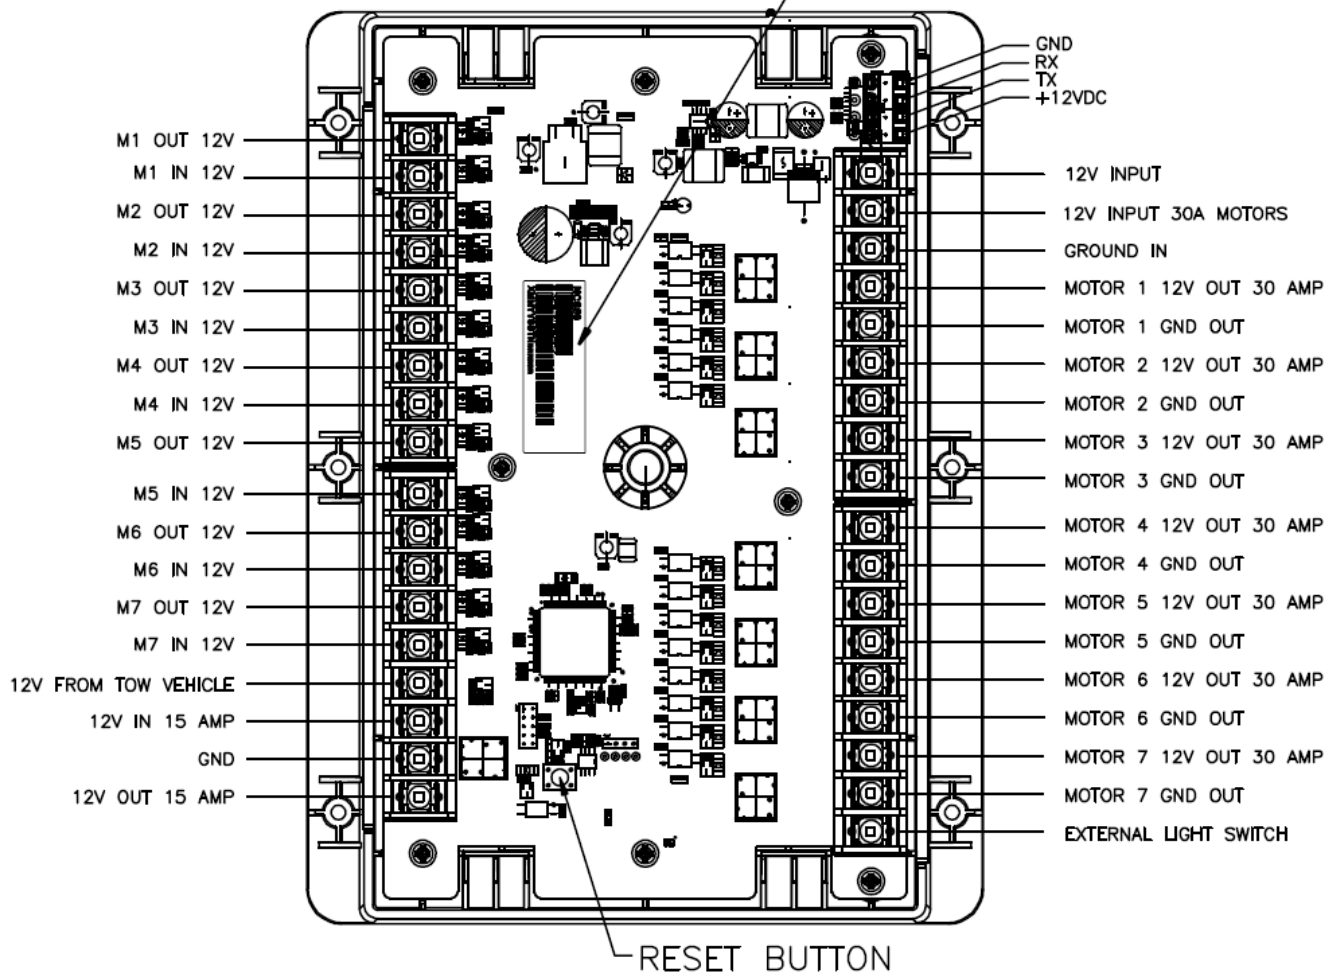 GND
RX
TX
+12VDC
M1 OUT 12V
M1 IN 12V
M2 OUT 12V
M2 IN 12V
M3 OUT 12V
M3 IN 12V
M4 OUT 12V
M4 IN 12V
M5 OUT 12V
M5 IN 12V
M6 OUT 12V
M6 IN 12V
M7 OUT 12V
M7 IN 12V
12V FROM TOW VEHICLE
12V IN 15 AMP
GND
12V OUT 15 AMP
12V INPUT
12V INPUT 30A MOTORS
GROUND IN
MOTOR 1 12V OUT 30 AMP
MOTOR 1 GND OUT
MOTOR 2 12V OUT 30 AMP
MOTOR 2 GND OUT
MOTOR 3 12V OUT 30 AMP
MOTOR 3 GND OUT
MOTOR 4 12V OUT 30 AMP
MOTOR 4 GND OUT
MOTOR 5 12V OUT 30 AMP
MOTOR 5 GND OUT
MOTOR 6 12V OUT 30 AMP
MOTOR 6 GND OUT
MOTOR 7 12V OUT 30 AMP
MOTOR 7 GND OUT
EXTERNAL LIGHT SWITCH
RESET BUTTON